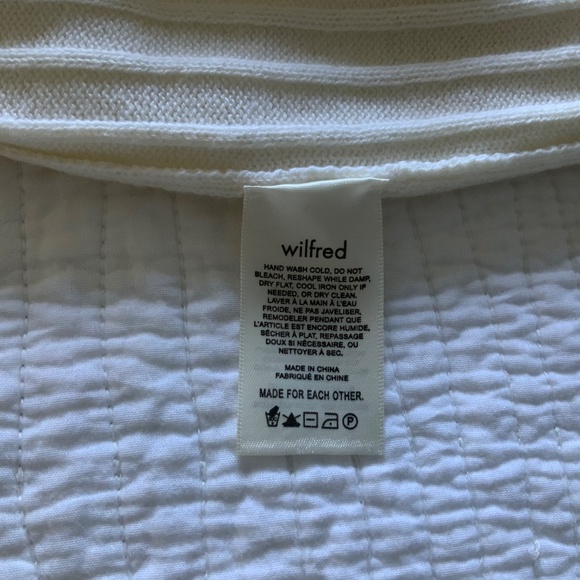 wilfred
HAND WASH COLD, DO NOT
BLEACH, RESHAPE WHILE DAMP,
DRY FLAT, COOL IRON ONLY IF
NEEDED, OR DRY CLEAN.
LAVER À LA MAIN À L'EAU
FROIDE, NE PAS JAVÉLISER,
REMODELER PENDANT QUE
L'ARTICLE EST ENCORE HUMIDE,
SÉCHER À PLAT, REPASSAGE
DOUX SI NÉCESSAIRE, OU
NETTOYER À SEC.
MADE IN CHINA
FABRIQUÉ EN CHINE
MADE FOR EACH OTHER.
P